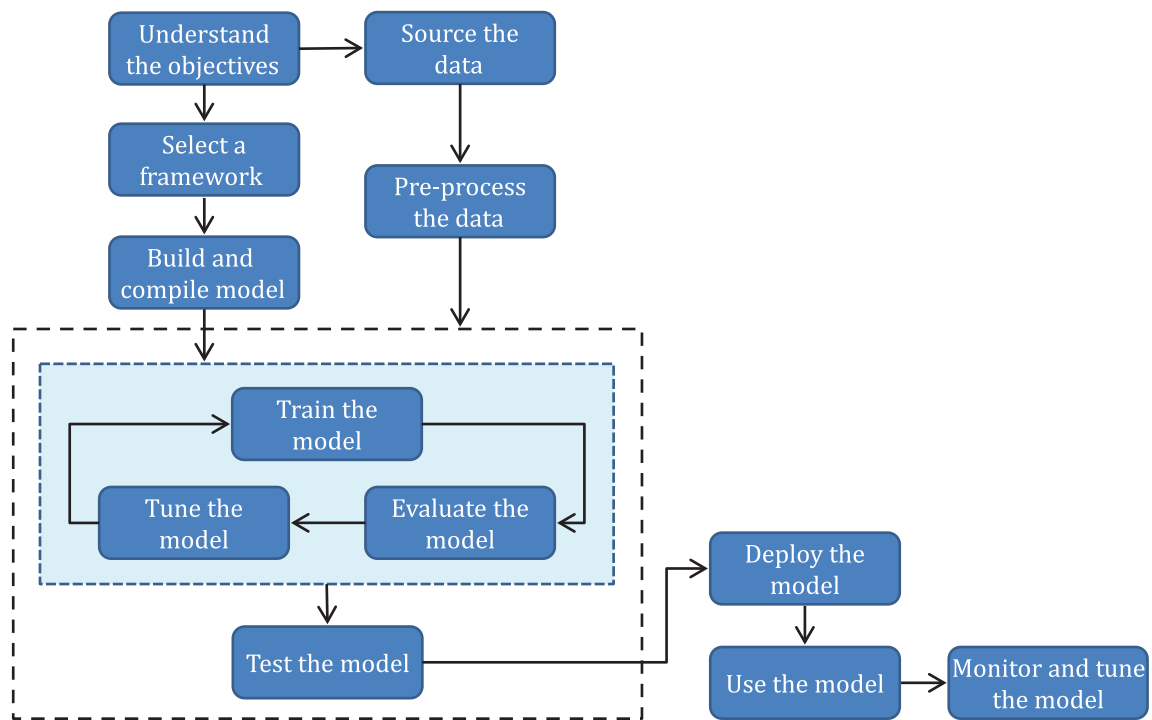 Understand
the objectives
Source the
data
Select a
framework
Pre-process
the data
Build and
compile model
Train the
model
Tune the
model
Evaluate the
model
Test the model
Deploy the
model
Use the model
Monitor and tune
the model